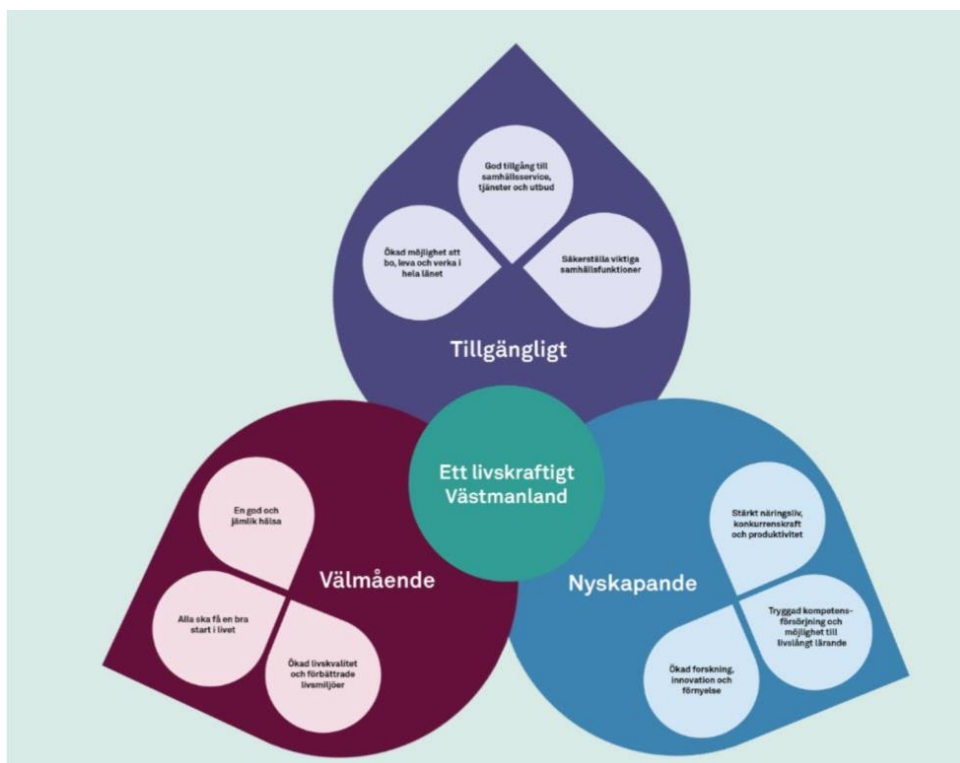 God tillgång till
samhällsservice,
tjänster och utbud
Ökad möjlighet att
bo, leva och verka i
hela länet
Säkerställa viktiga
samhällsfunktioner
Tillgängligt
Ett livskraftigt
Västmanland
En god och
jämlik hälsa
Välmående
Alla ska få en bra
start i livet
Ökad livskvalitet
och förbättrade
livsmiljöer
Stärkt näringsliv,
konkurrenskraft
och produktivitet
Nyskapande
Tryggad kompetens-
försörjning och
möjlighet till
livslångt lärande
Ökad forskning,
innovation och
förnyelse